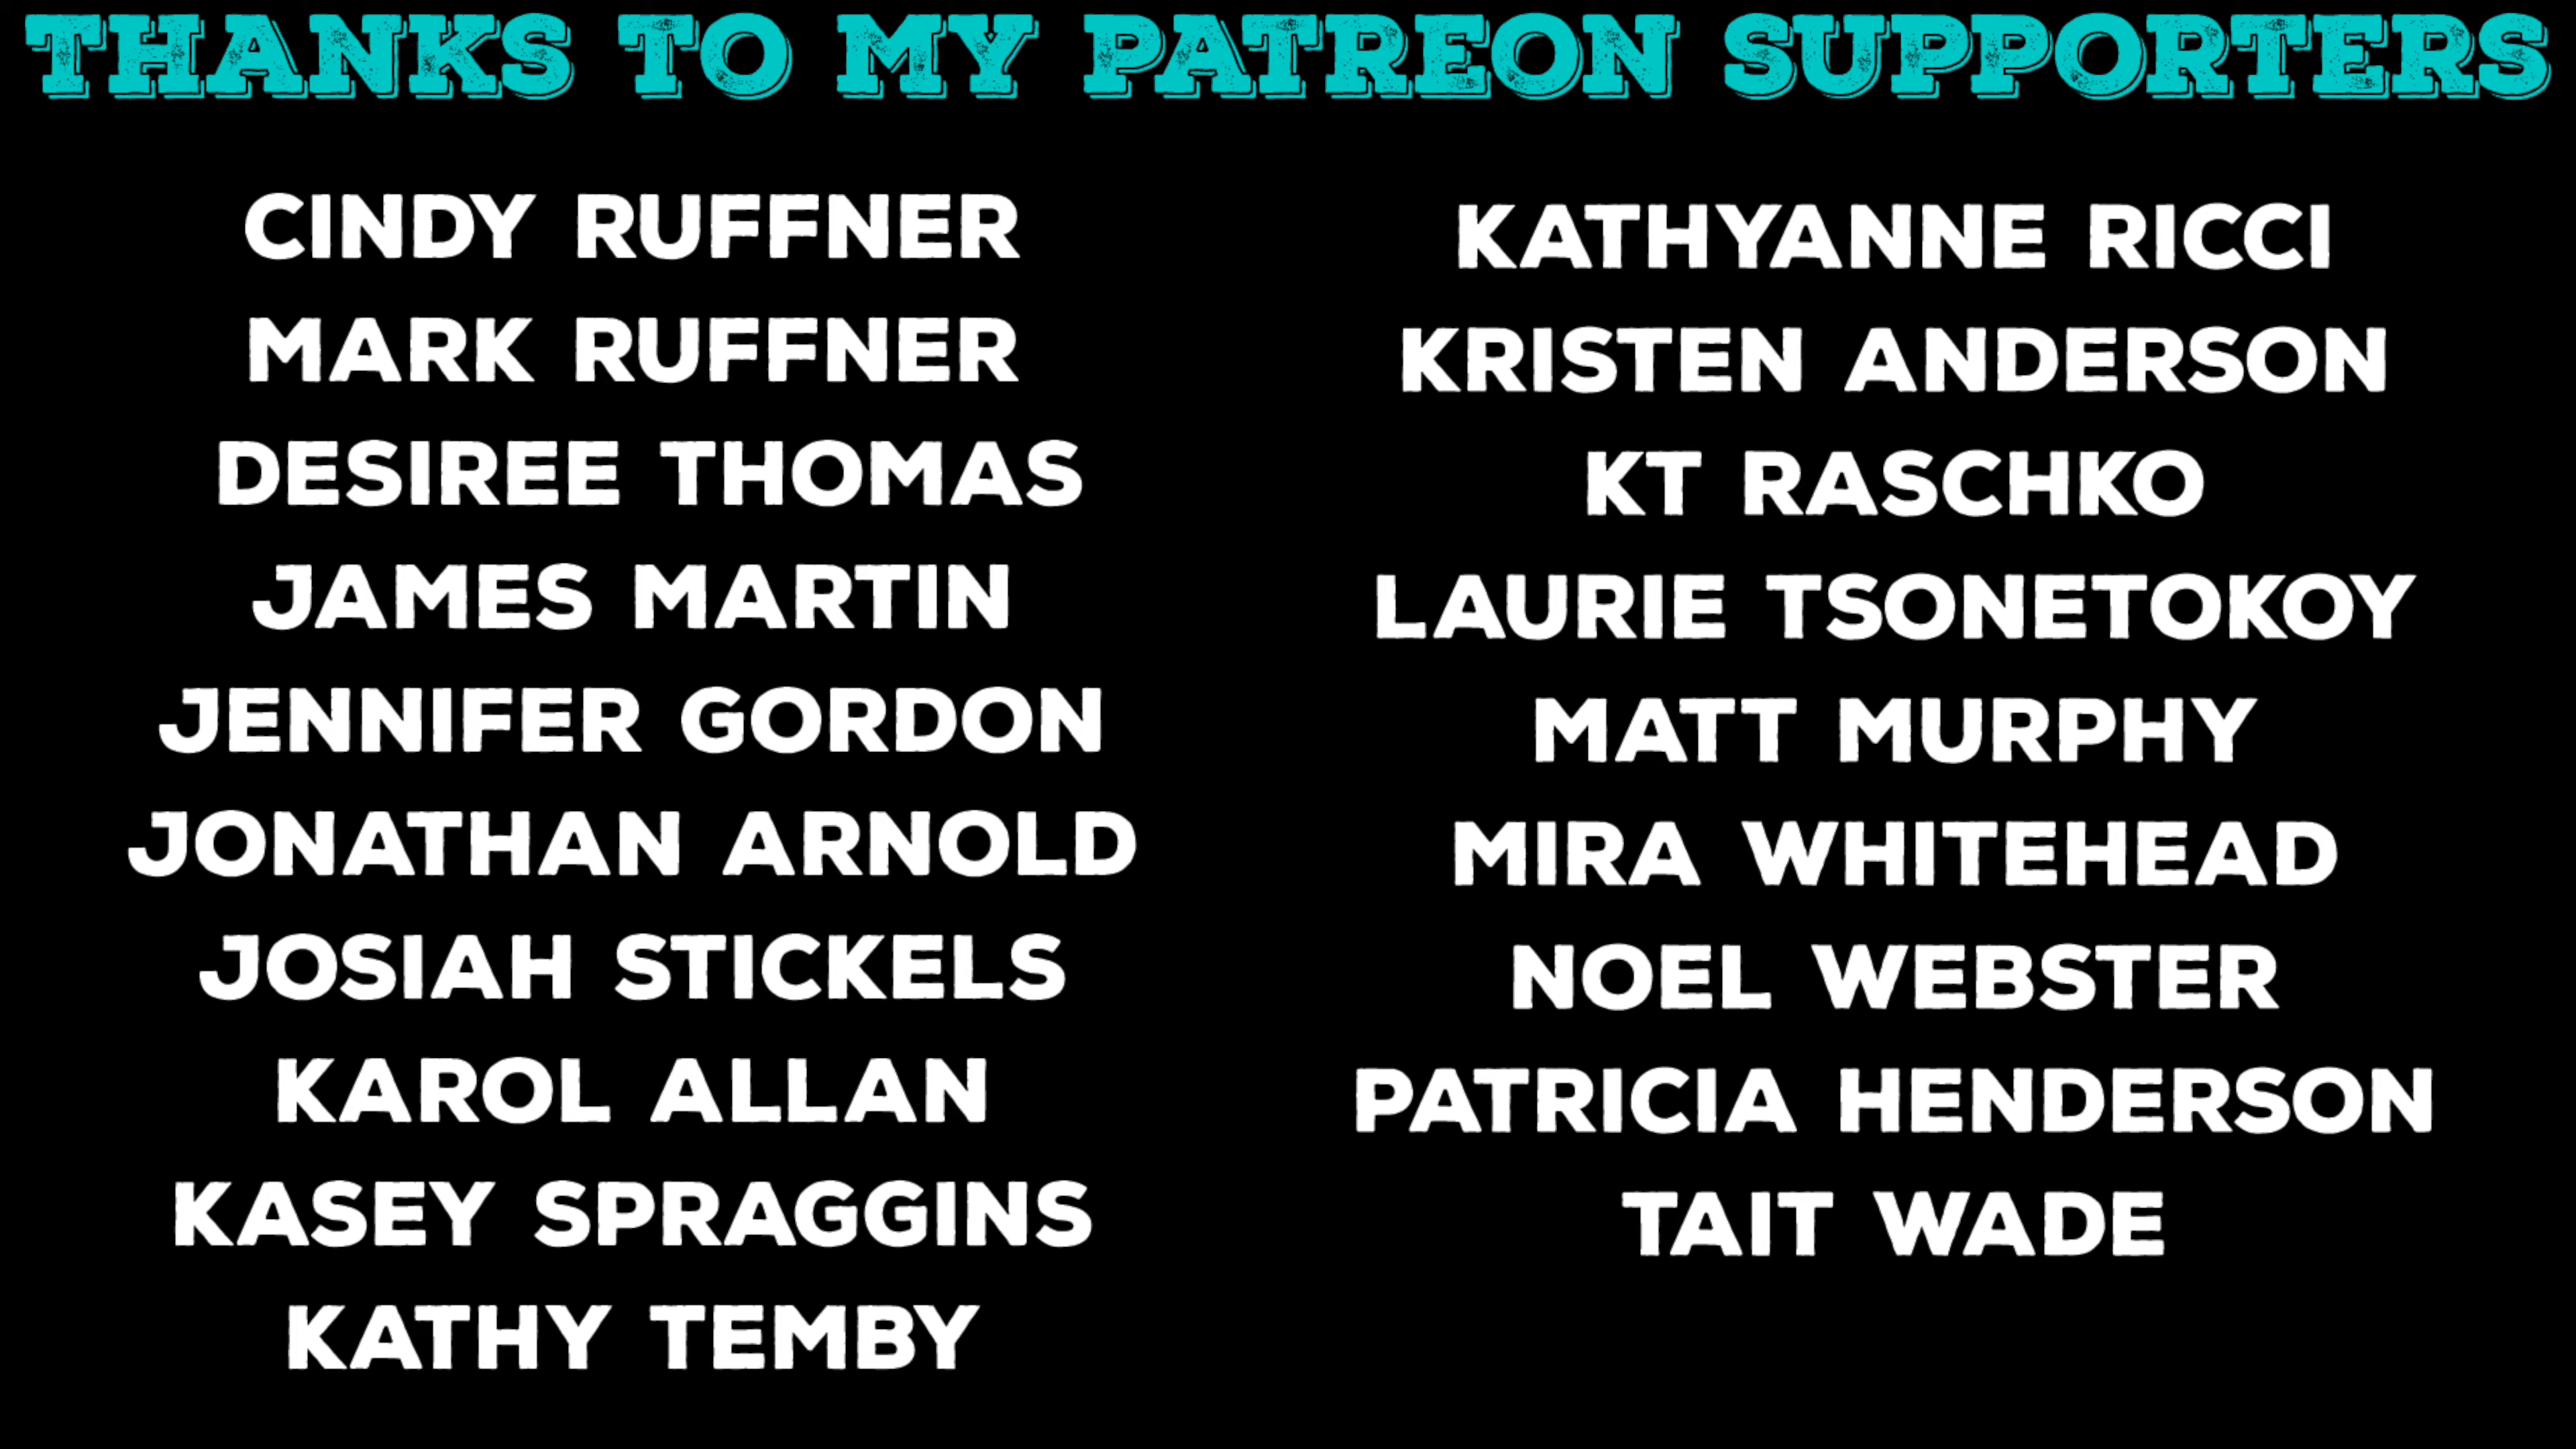 THANKS TO MY PATREON SUPPORTERS
CINDY RUFFNER
MARK RUFFNER
DESIREE THOMAS
JAMES MARTIN
JENNIFER GORDON
JONATHAN ARNOLD
JOSIAH STICKELS
KAROL ALLAN
KASEY SPRAGGINS
KATHY TEMBY
KATHYANNE RICCI
KRISTEN ANDERSON
KT RASCHKO
LAURIE TSONETOKOY
MATT MURPHY
MIRA WHITEHEAD
NOEL WEBSTER
PATRICIA HENDERSON
TAIT WADE